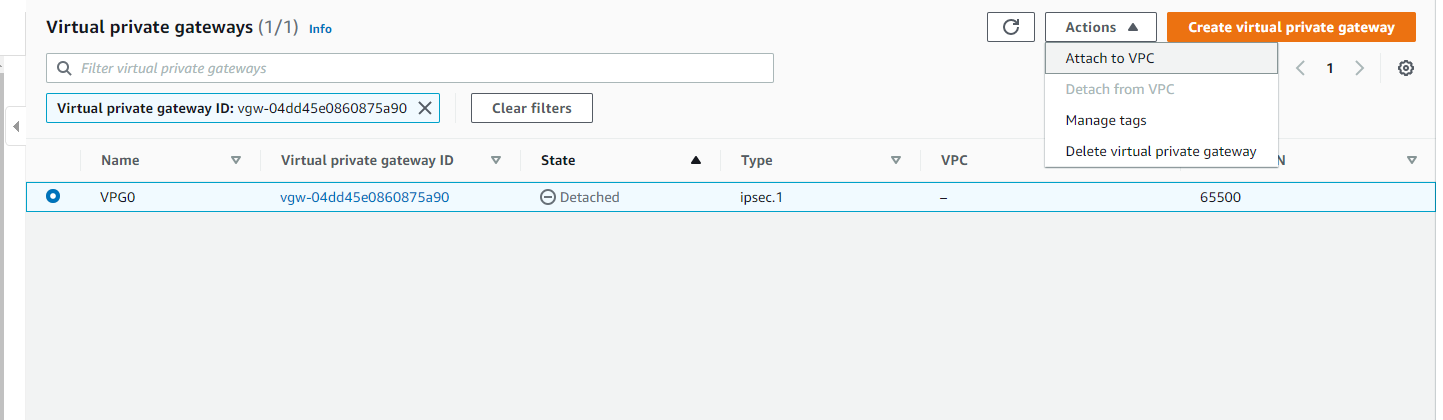 Virtual private gateways (1/1) Info
Actions
Create virtual private gateway
Filter virtual private gateways
Attach to VPC
1
Detach from VPC
Virtual private gateway ID: vgw-04dd45e0860875a90
Clear filters
Manage tags
Delete virtual private gateway
Name Virtual private gateway ID State Type VPC N
VPG0 vgw-04dd45e0860875a90 Detached ipsec.1 – 65500